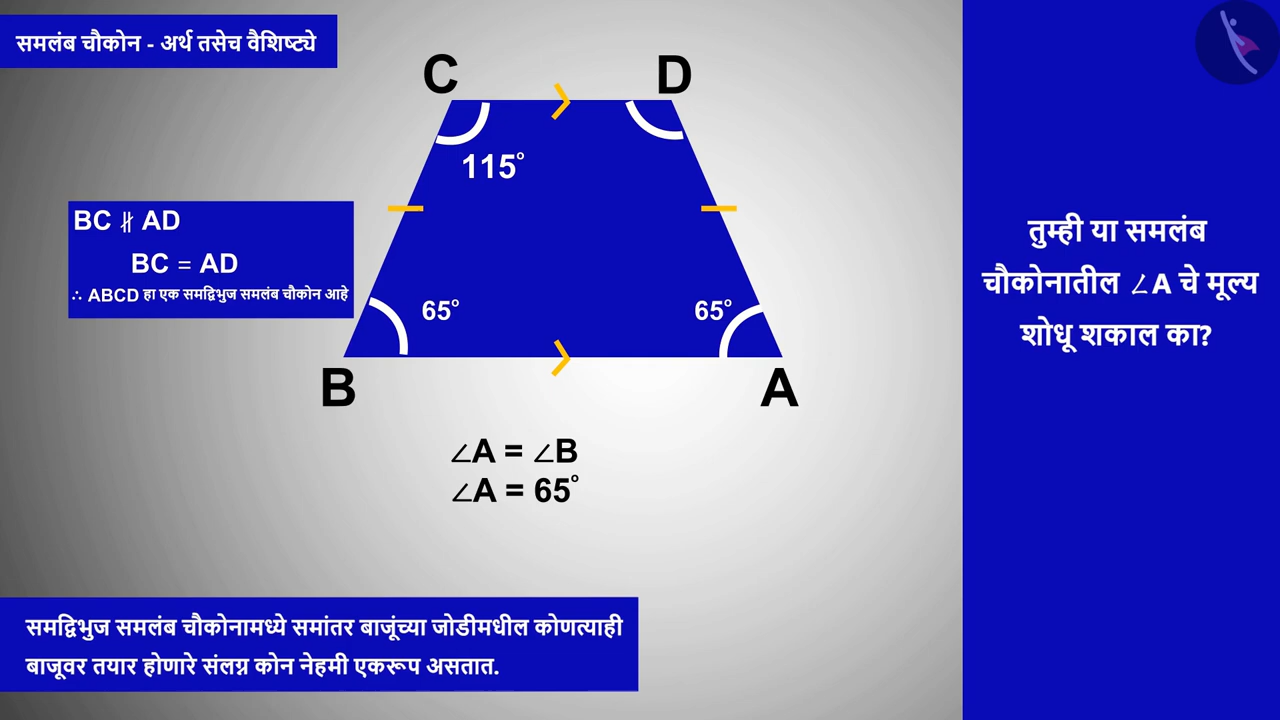 समलंब चौकोन - अर्थ तसेच वैशिष्ट्ये
C
D
115°
BC ∦ AD
BC = AD
∴ ABCD हा एक समद्विभुज समलंब चौकोन आहे
65°
65°
B
A
∠A = ∠B
∠A = 65°
तुम्ही या समलंब
चौकोनातील ∠A चे मूल्य
शोधू शकाल का?
समद्विभुज समलंब चौकोनामध्ये समांतर बाजूंच्या जोडीमधील कोणत्याही
बाजूवर तयार होणारे संलग्न कोन नेहमी एकरूप असतात.